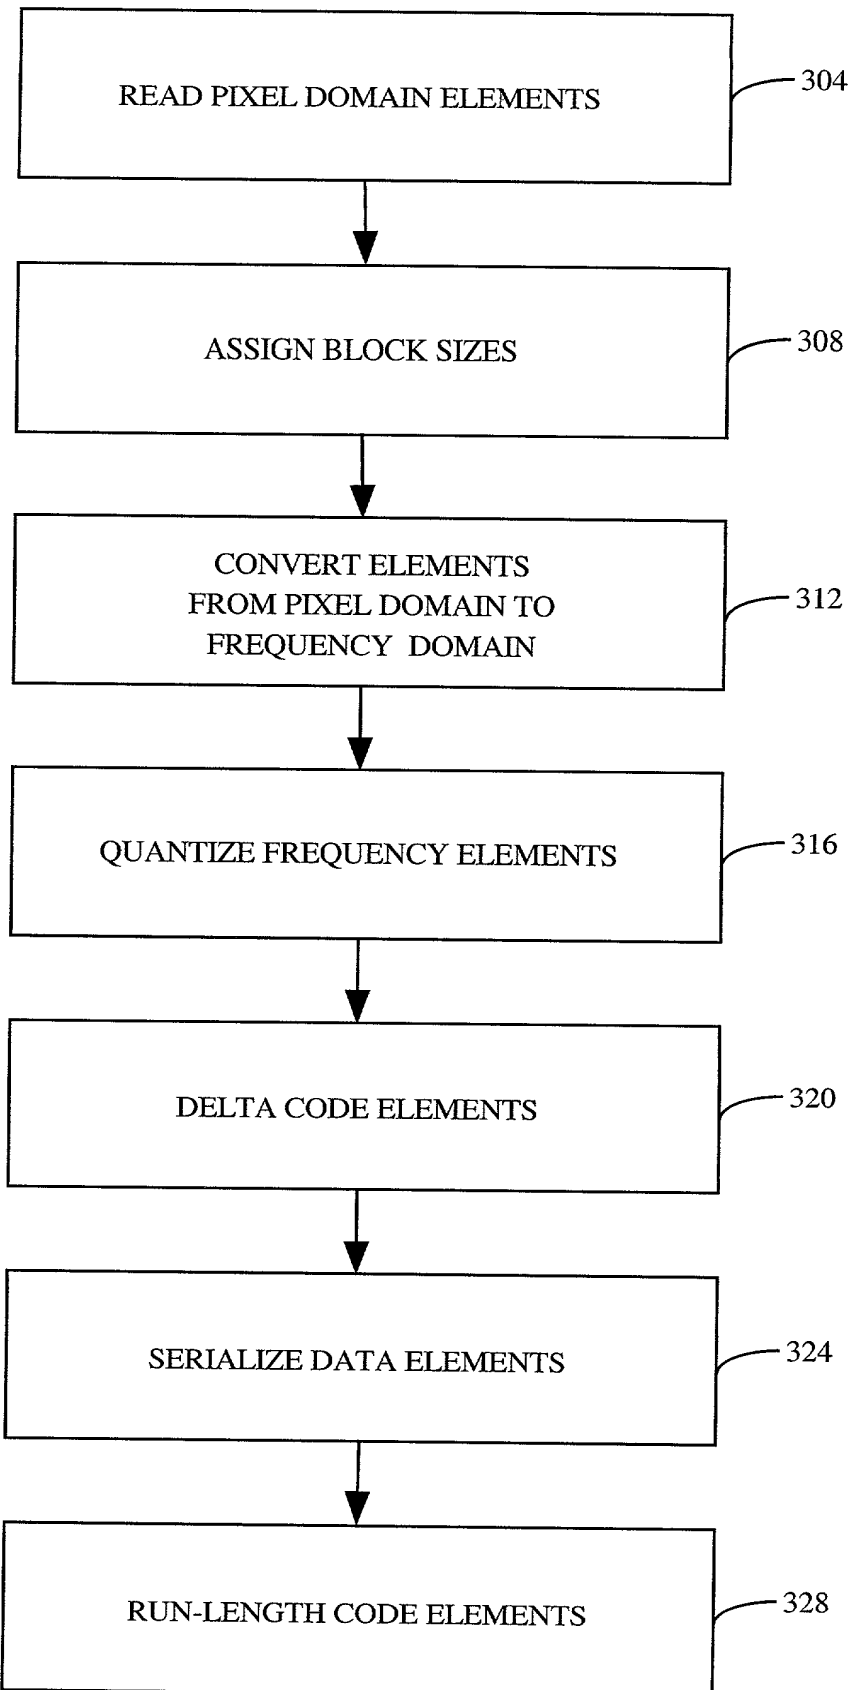 READ PIXEL DOMAIN ELEMENTS
304
ASSIGN BLOCK SIZES
308
CONVERT ELEMENTS
FROM PIXEL DOMAIN TO
FREQUENCY DOMAIN
312
QUANTIZE FREQUENCY ELEMENTS
316
DELTA CODE ELEMENTS
320
SERIALIZE DATA ELEMENTS
324
RUN-LENGTH CODE ELEMENTS
328